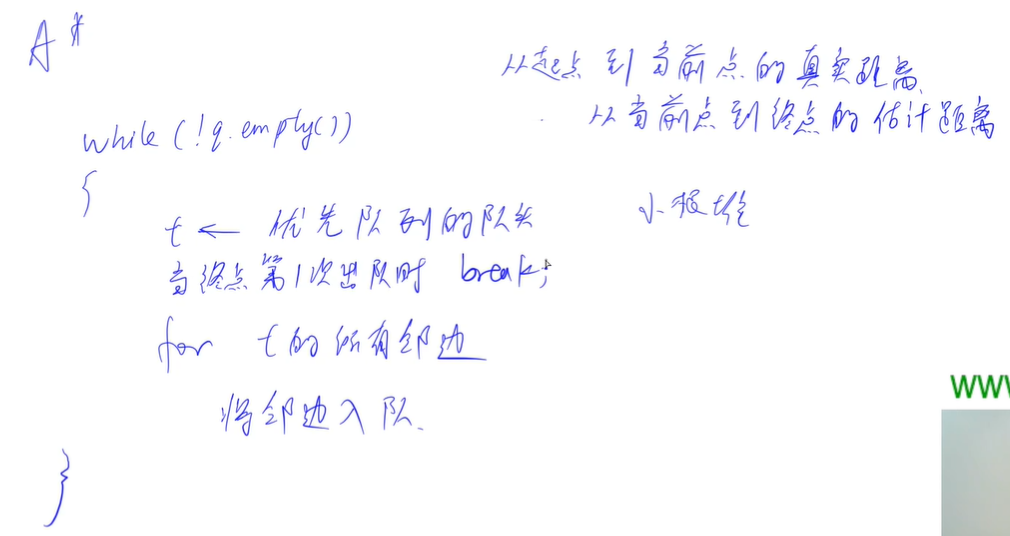 A*
从起点到当前点的真实距离
从当前点到终点的估计距离
while (!q.empty())
{
t ← 优先队列的队头
小根堆
当终点第1次出队时 break;
for t的所有邻边
将邻边入队.
}
WWW